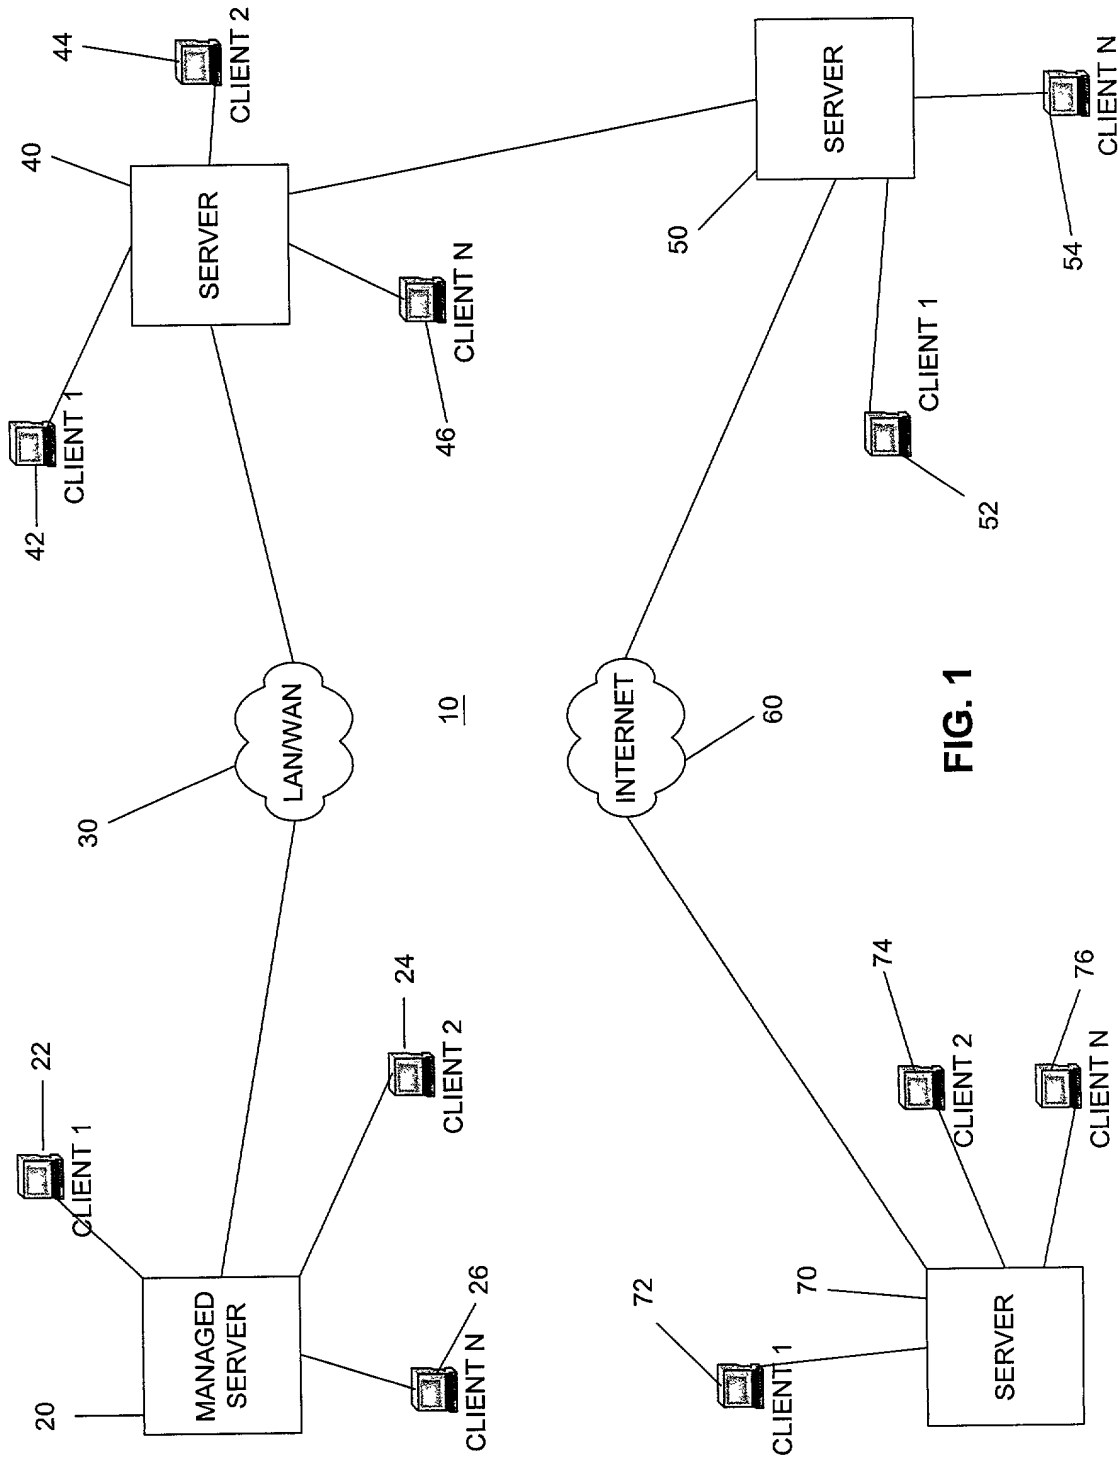 20
22
42
40
44
CLIENT 1
30
CLIENT 1
MANAGED
SERVER
SERVER
CLIENT 2
LAN/WAN
24
CLIENT 2
10
46
CLIENT N
26
CLIENT N
INTERNET
72
50
60
CLIENT 1
70
SERVER
74
CLIENT 1
CLIENT 2
FIG. 1
52
SERVER
76
54
CLIENT N
CLIENT N